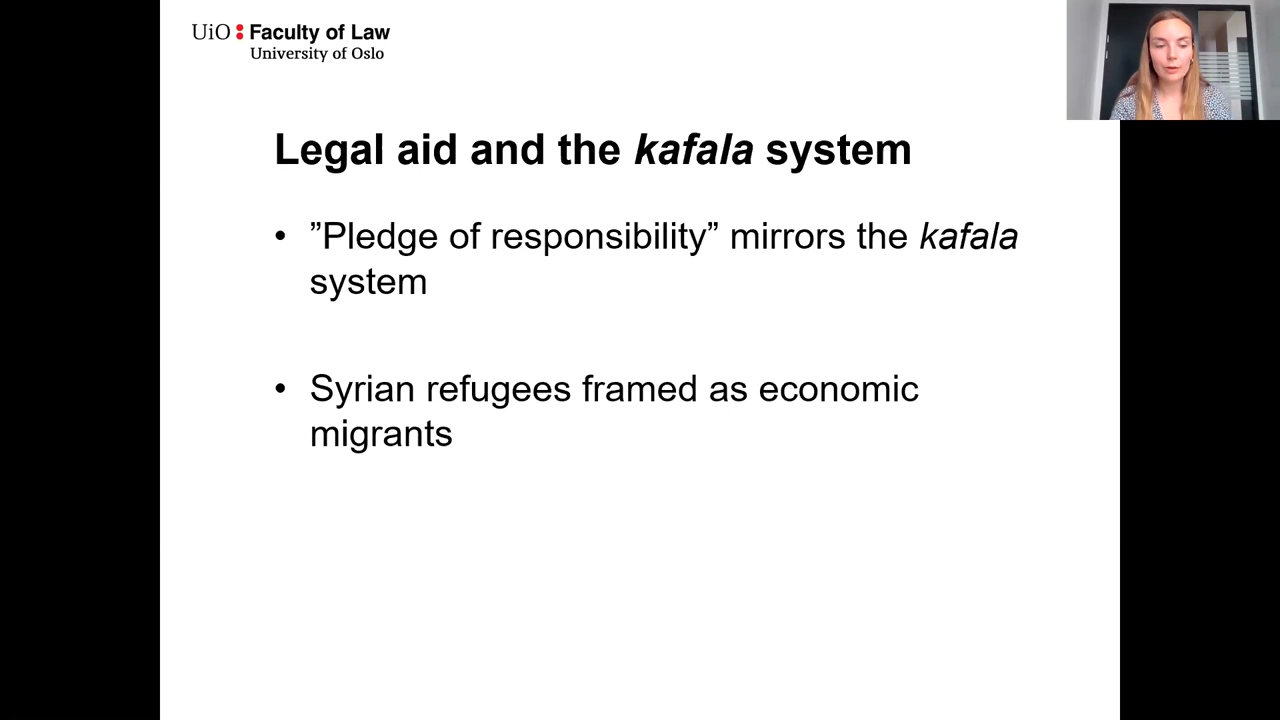 UiO : Faculty of Law
University of Oslo
Legal aid and the kafala system
• ”Pledge of responsibility” mirrors the kafala
system
• Syrian refugees framed as economic
migrants